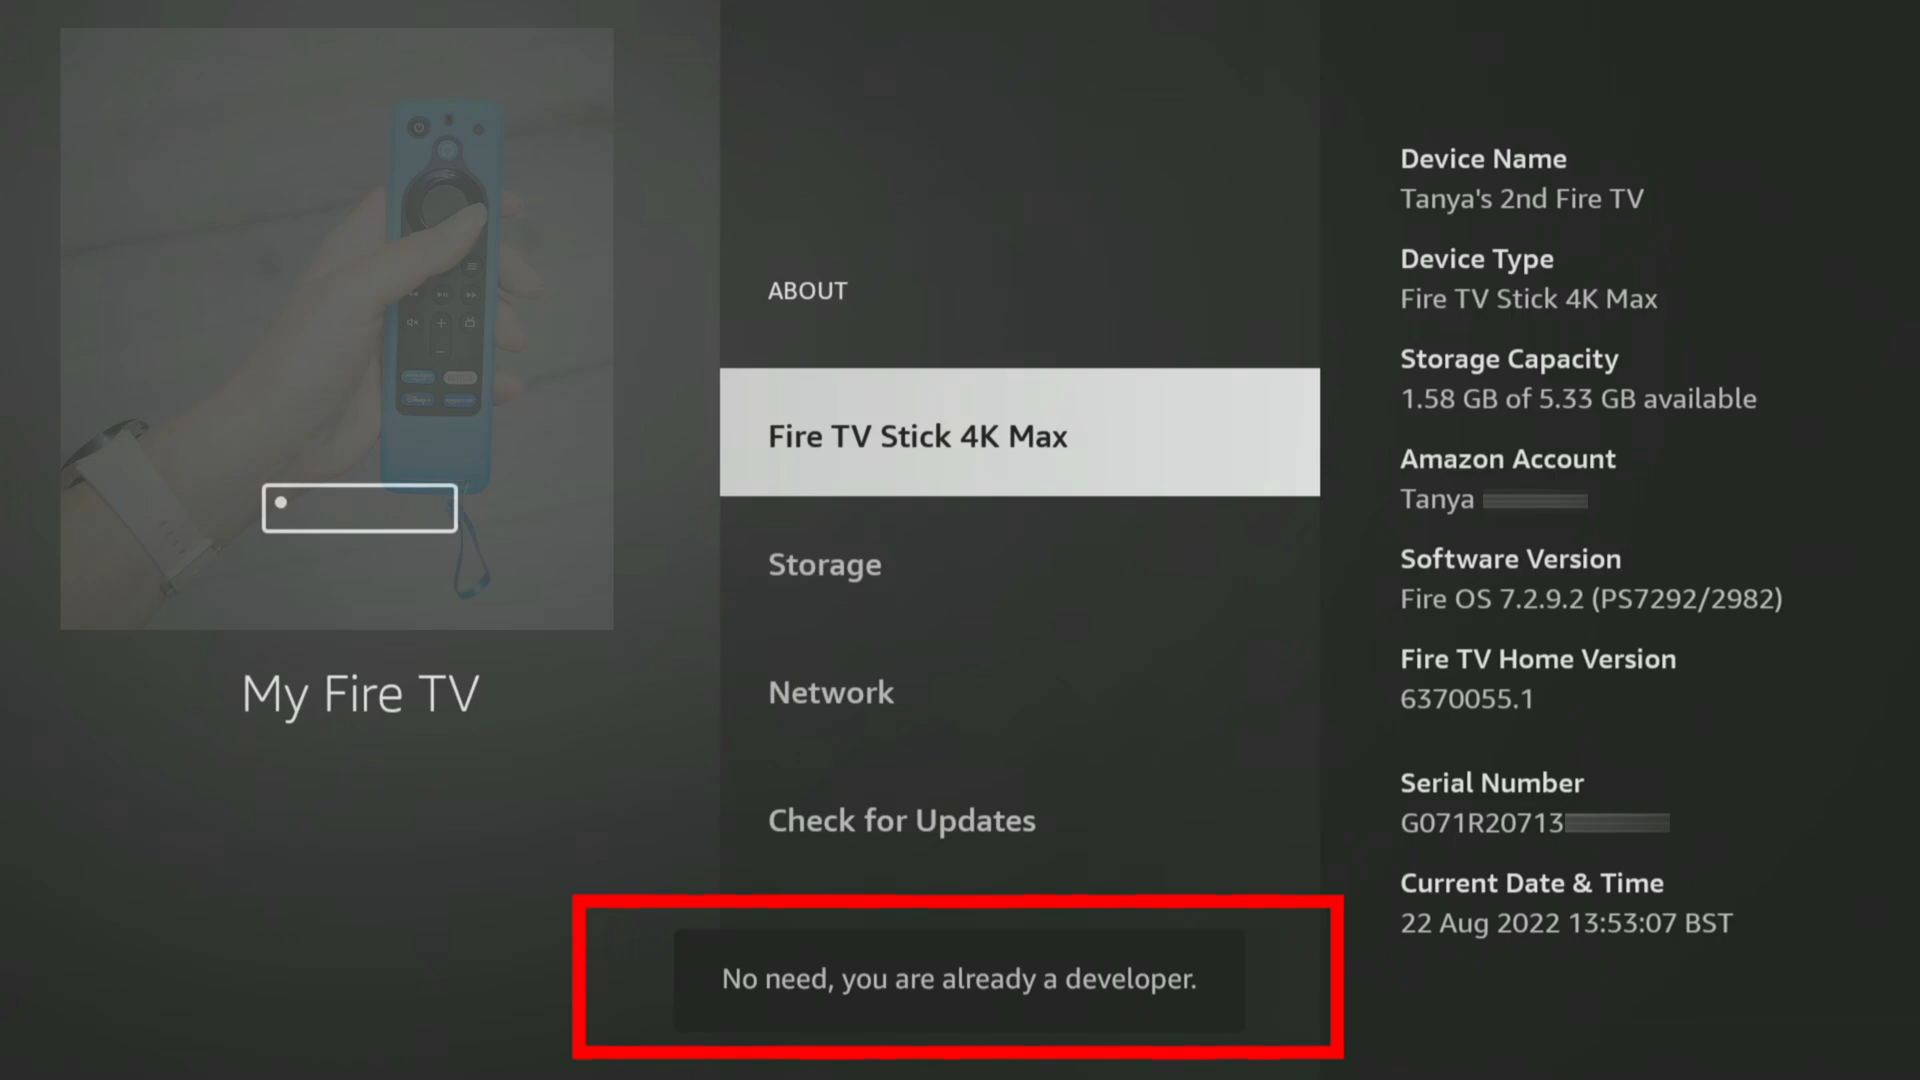 My Fire TV
ABOUT
Fire TV Stick 4K Max
Storage
Network
Check for Updates
No need, you are already a developer.
Device Name
Tanya's 2nd Fire TV
Device Type
Fire TV Stick 4K Max
Storage Capacity
1.58 GB of 5.33 GB available
Amazon Account
Tanya
Software Version
Fire OS 7.2.9.2 (PS7292/2982)
Fire TV Home Version
6370055.1
Serial Number
G071R20713
Current Date & Time
22 Aug 2022 13:53:07 BST